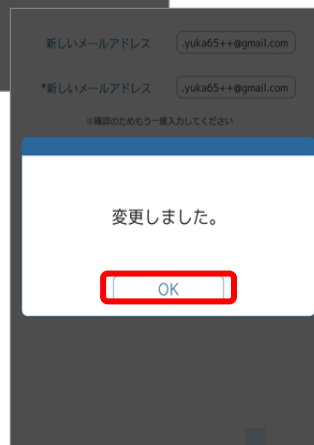 新しいメールアドレス .yuka65++@gmail.com
*新しいメールアドレス .yuka65++@gmail.com
※確認のためもう一度入力してください
変更しました。
OK